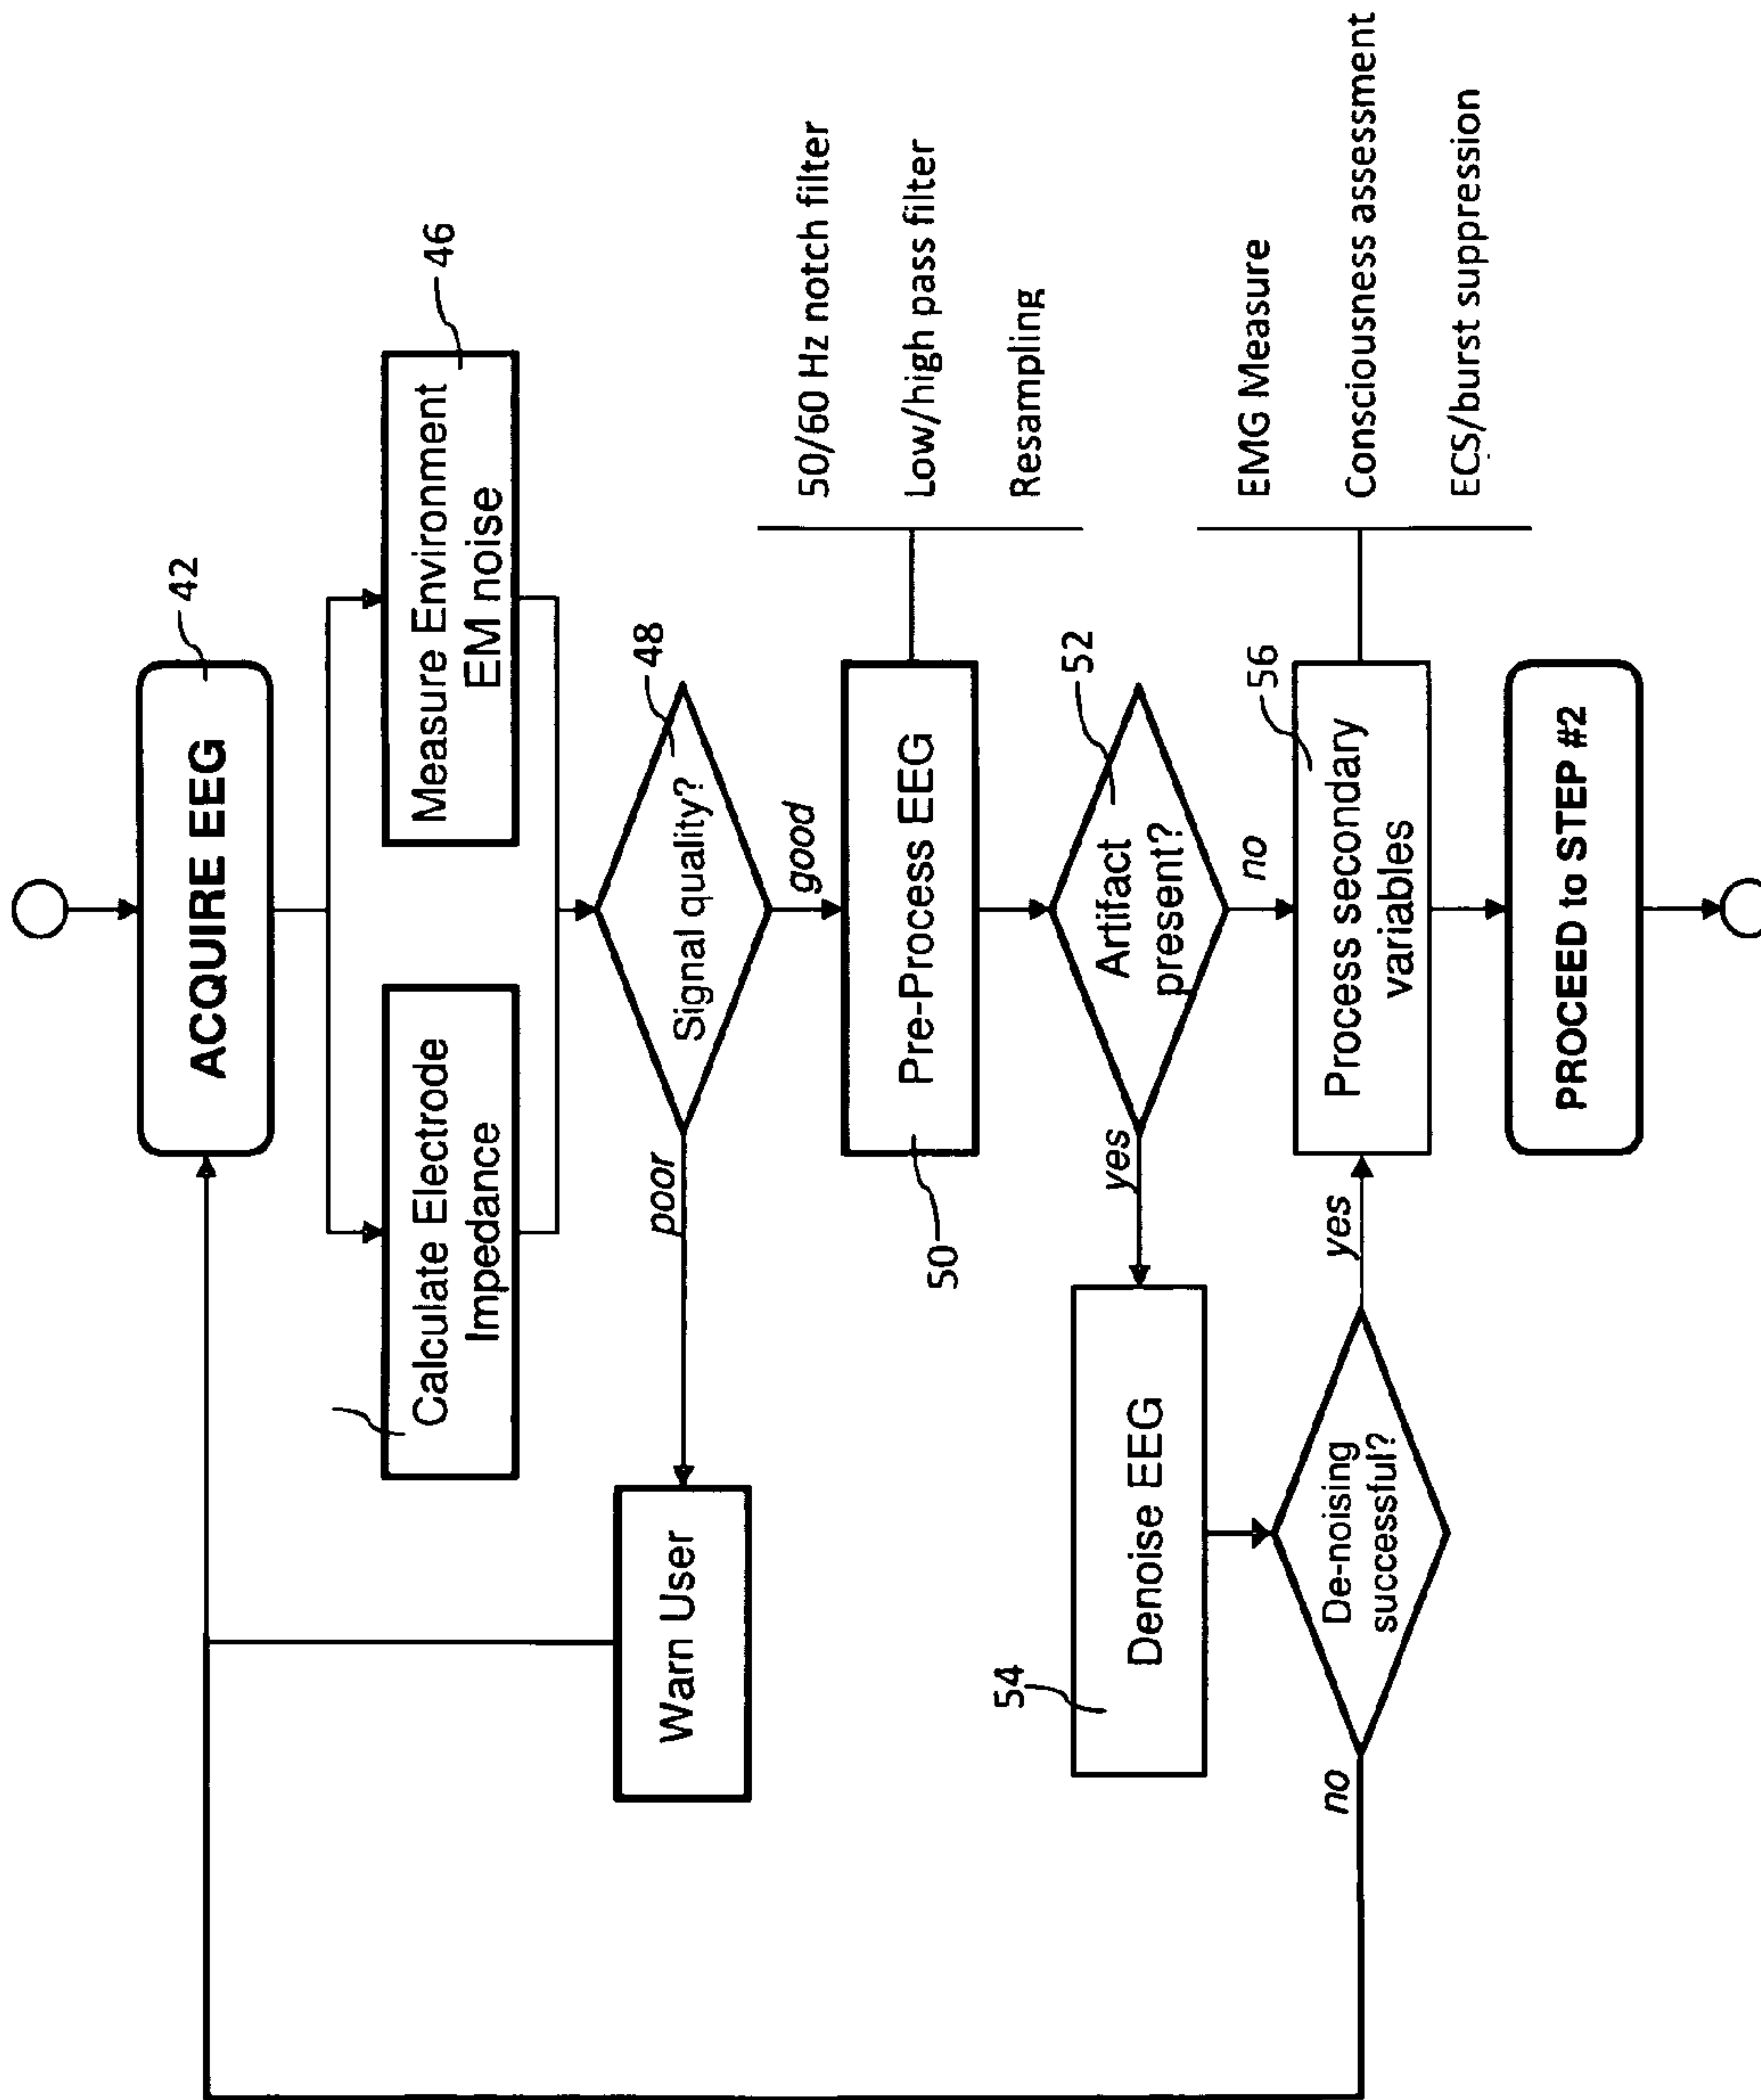 42
ACQUIRE EEG
Calculate Electrode
Impedance
Measure Environment
EM noise
46
Signal quality?
48
poor
good
Warn User
50
Pre-Process EEG
50/60 Hz notch filter
Low/high pass filter
Resampling
Artifact
present?
52
yes
no
54
Denoise EEG
De-noising
successful?
no
yes
56
Process secondary
variables
EMG Measure
Consciousness assessment
ECS/burst suppression
PROCEED to STEP #2